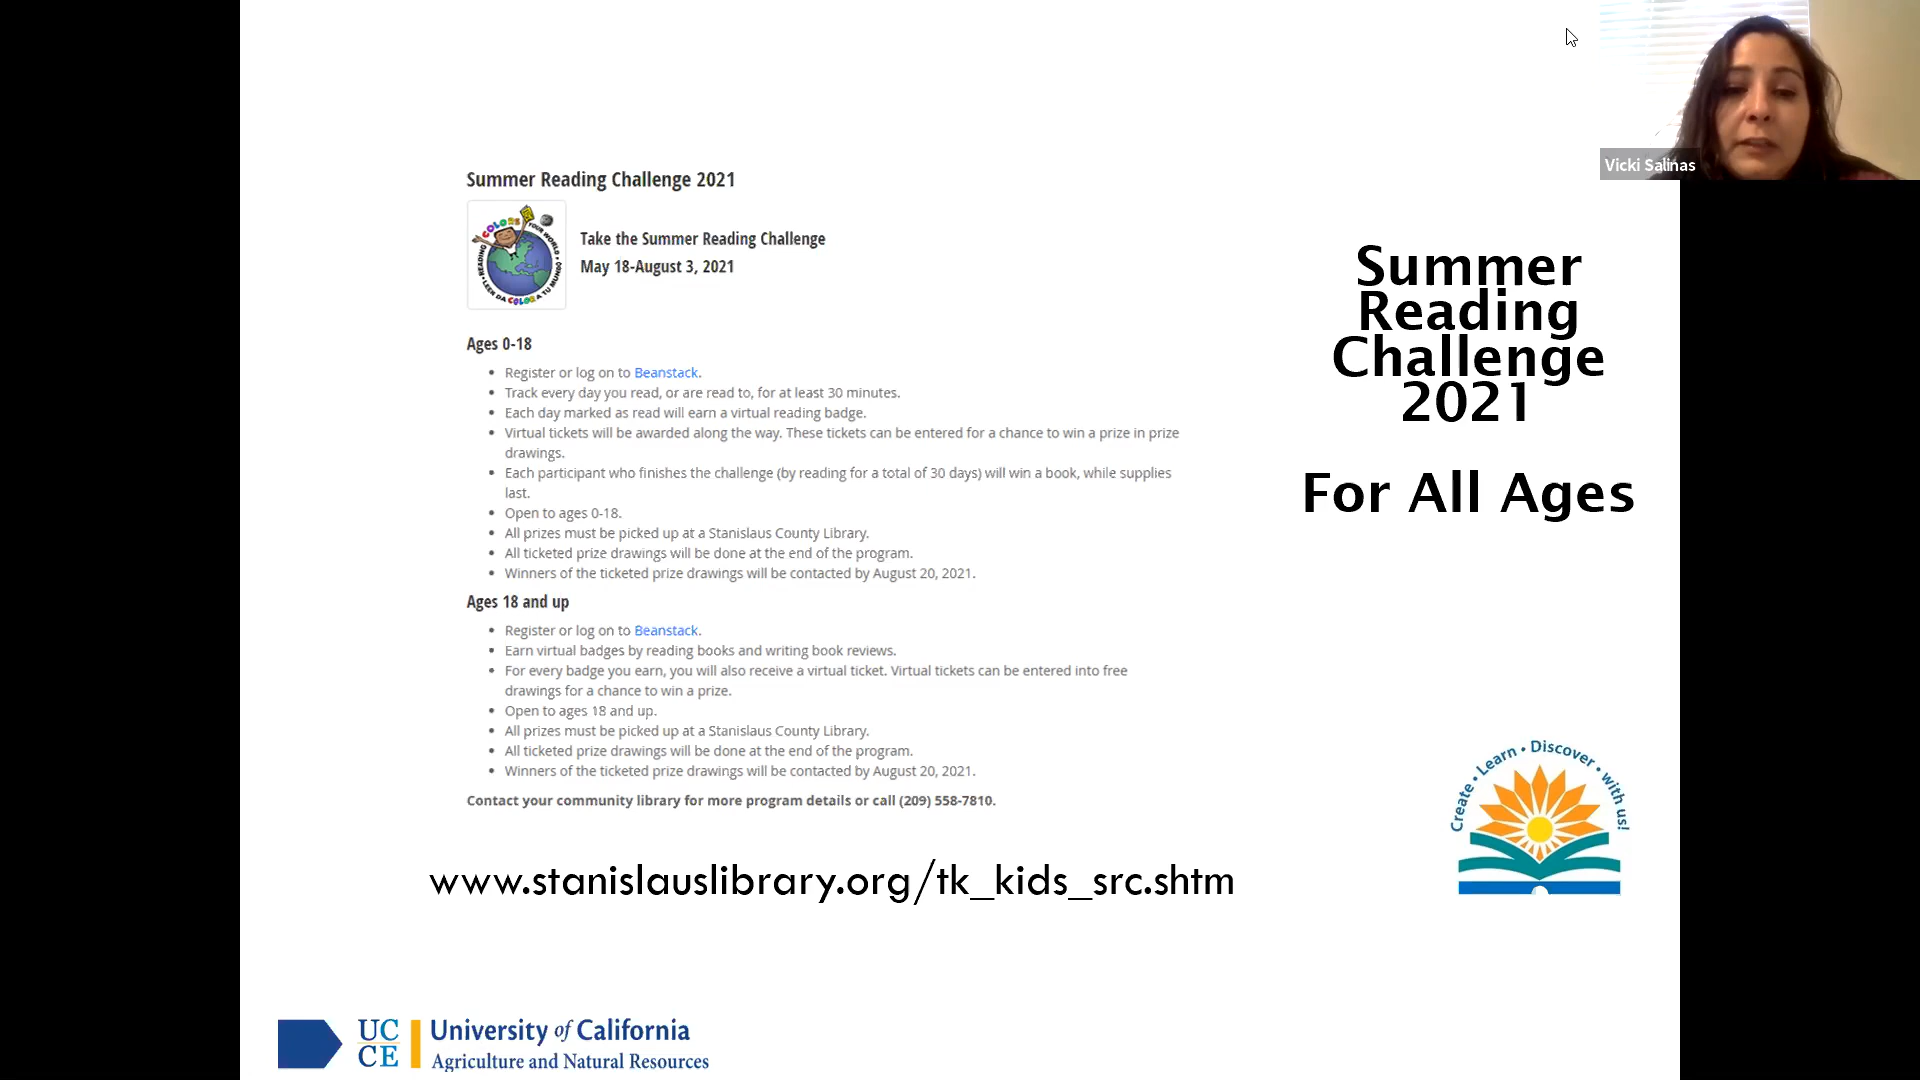 Vicki Salinas
Summer Reading Challenge 2021
READING COLORS YOUR WORLD • LEER DA COLOR A TU MUNDO
Take the Summer Reading Challenge
May 18-August 3, 2021
Ages 0-18
• Register or log on to Beanstack.
• Track every day you read, or are read to, for at least 30 minutes.
• Each day marked as read will earn a virtual reading badge.
• Virtual tickets will be awarded along the way. These tickets can be entered for a chance to win a prize in prize
drawings.
• Each participant who finishes the challenge (by reading for a total of 30 days) will win a book, while supplies
last.
• Open to ages 0-18.
• All prizes must be picked up at a Stanislaus County Library.
• All ticketed prize drawings will be done at the end of the program.
• Winners of the ticketed prize drawings will be contacted by August 20, 2021.
Ages 18 and up
• Register or log on to Beanstack.
• Earn virtual badges by reading books and writing book reviews.
• For every badge you earn, you will also receive a virtual ticket. Virtual tickets can be entered into free
drawings for a chance to win a prize.
• Open to ages 18 and up.
• All prizes must be picked up at a Stanislaus County Library.
• All ticketed prize drawings will be done at the end of the program.
• Winners of the ticketed prize drawings will be contacted by August 20, 2021.
Contact your community library for more program details or call (209) 558-7810.
www.stanislauslibrary.org/tk_kids_src.shtm
Summer
Reading
Challenge
2021
For All Ages
Create • Learn • Discover • with us!
UC
CE
University of California
Agriculture and Natural Resources